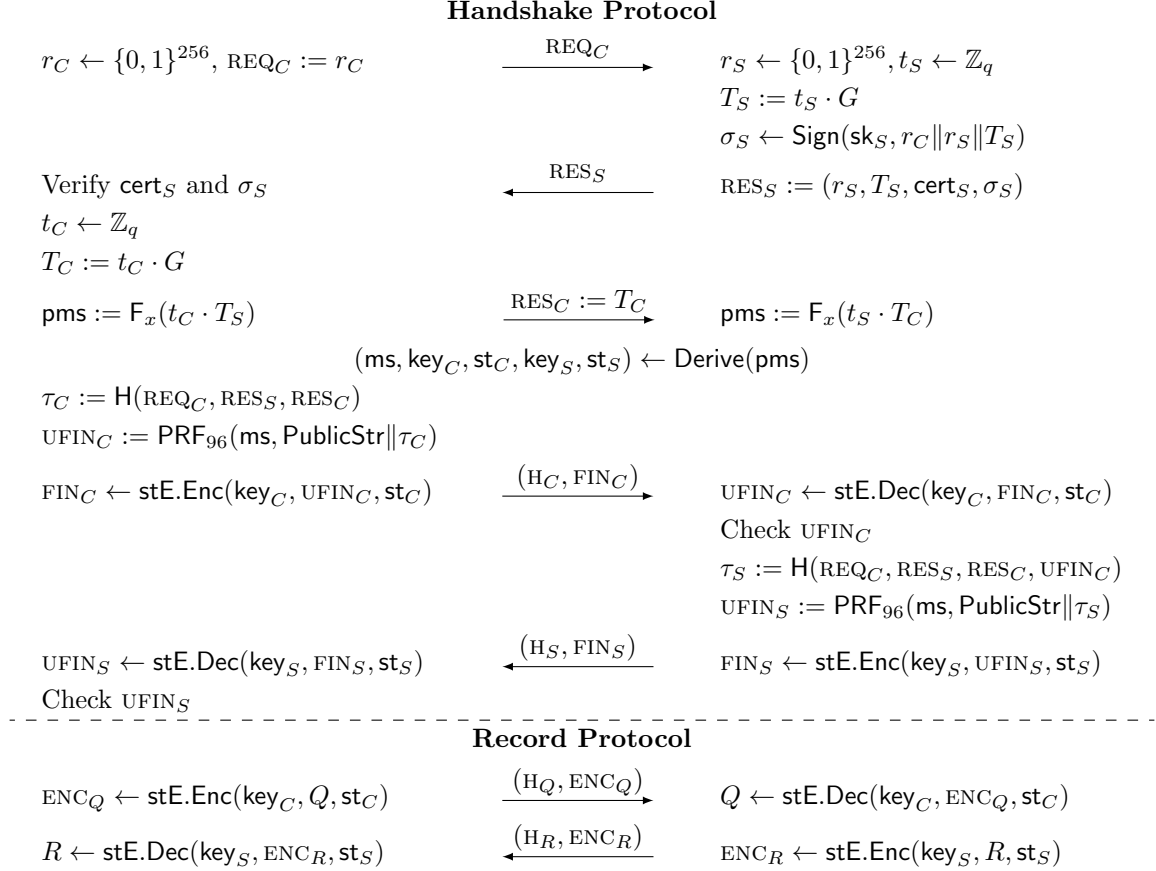 Handshake Protocol
r_C ← {0, 1}^256, REQ_C := r_C
REQ_C
r_S ← {0, 1}^256, t_S ← ℤ_q
T_S := t_S · G
σ_S ← Sign(sk_S, r_C‖r_S‖T_S)
Verify cert_S and σ_S
RES_S
RES_S := (r_S, T_S, cert_S, σ_S)
t_C ← ℤ_q
T_C := t_C · G
pms := F_x(t_C · T_S)
RES_C := T_C
pms := F_x(t_S · T_C)
(ms, key_C, st_C, key_S, st_S) ← Derive(pms)
τ_C := H(REQ_C, RES_S, RES_C)
UFIN_C := PRF_96(ms, PublicStr‖τ_C)
FIN_C ← stE.Enc(key_C, UFIN_C, st_C)
(H_C, FIN_C)
UFIN_C ← stE.Dec(key_C, FIN_C, st_C)
Check UFIN_C
τ_S := H(REQ_C, RES_S, RES_C, UFIN_C)
UFIN_S := PRF_96(ms, PublicStr‖τ_S)
UFIN_S ← stE.Dec(key_S, FIN_S, st_S)
(H_S, FIN_S)
FIN_S ← stE.Enc(key_S, UFIN_S, st_S)
Check UFIN_S
Record Protocol
ENC_Q ← stE.Enc(key_C, Q, st_C)
(H_Q, ENC_Q)
Q ← stE.Dec(key_C, ENC_Q, st_C)
R ← stE.Dec(key_S, ENC_R, st_S)
(H_R, ENC_R)
ENC_R ← stE.Enc(key_S, R, st_S)